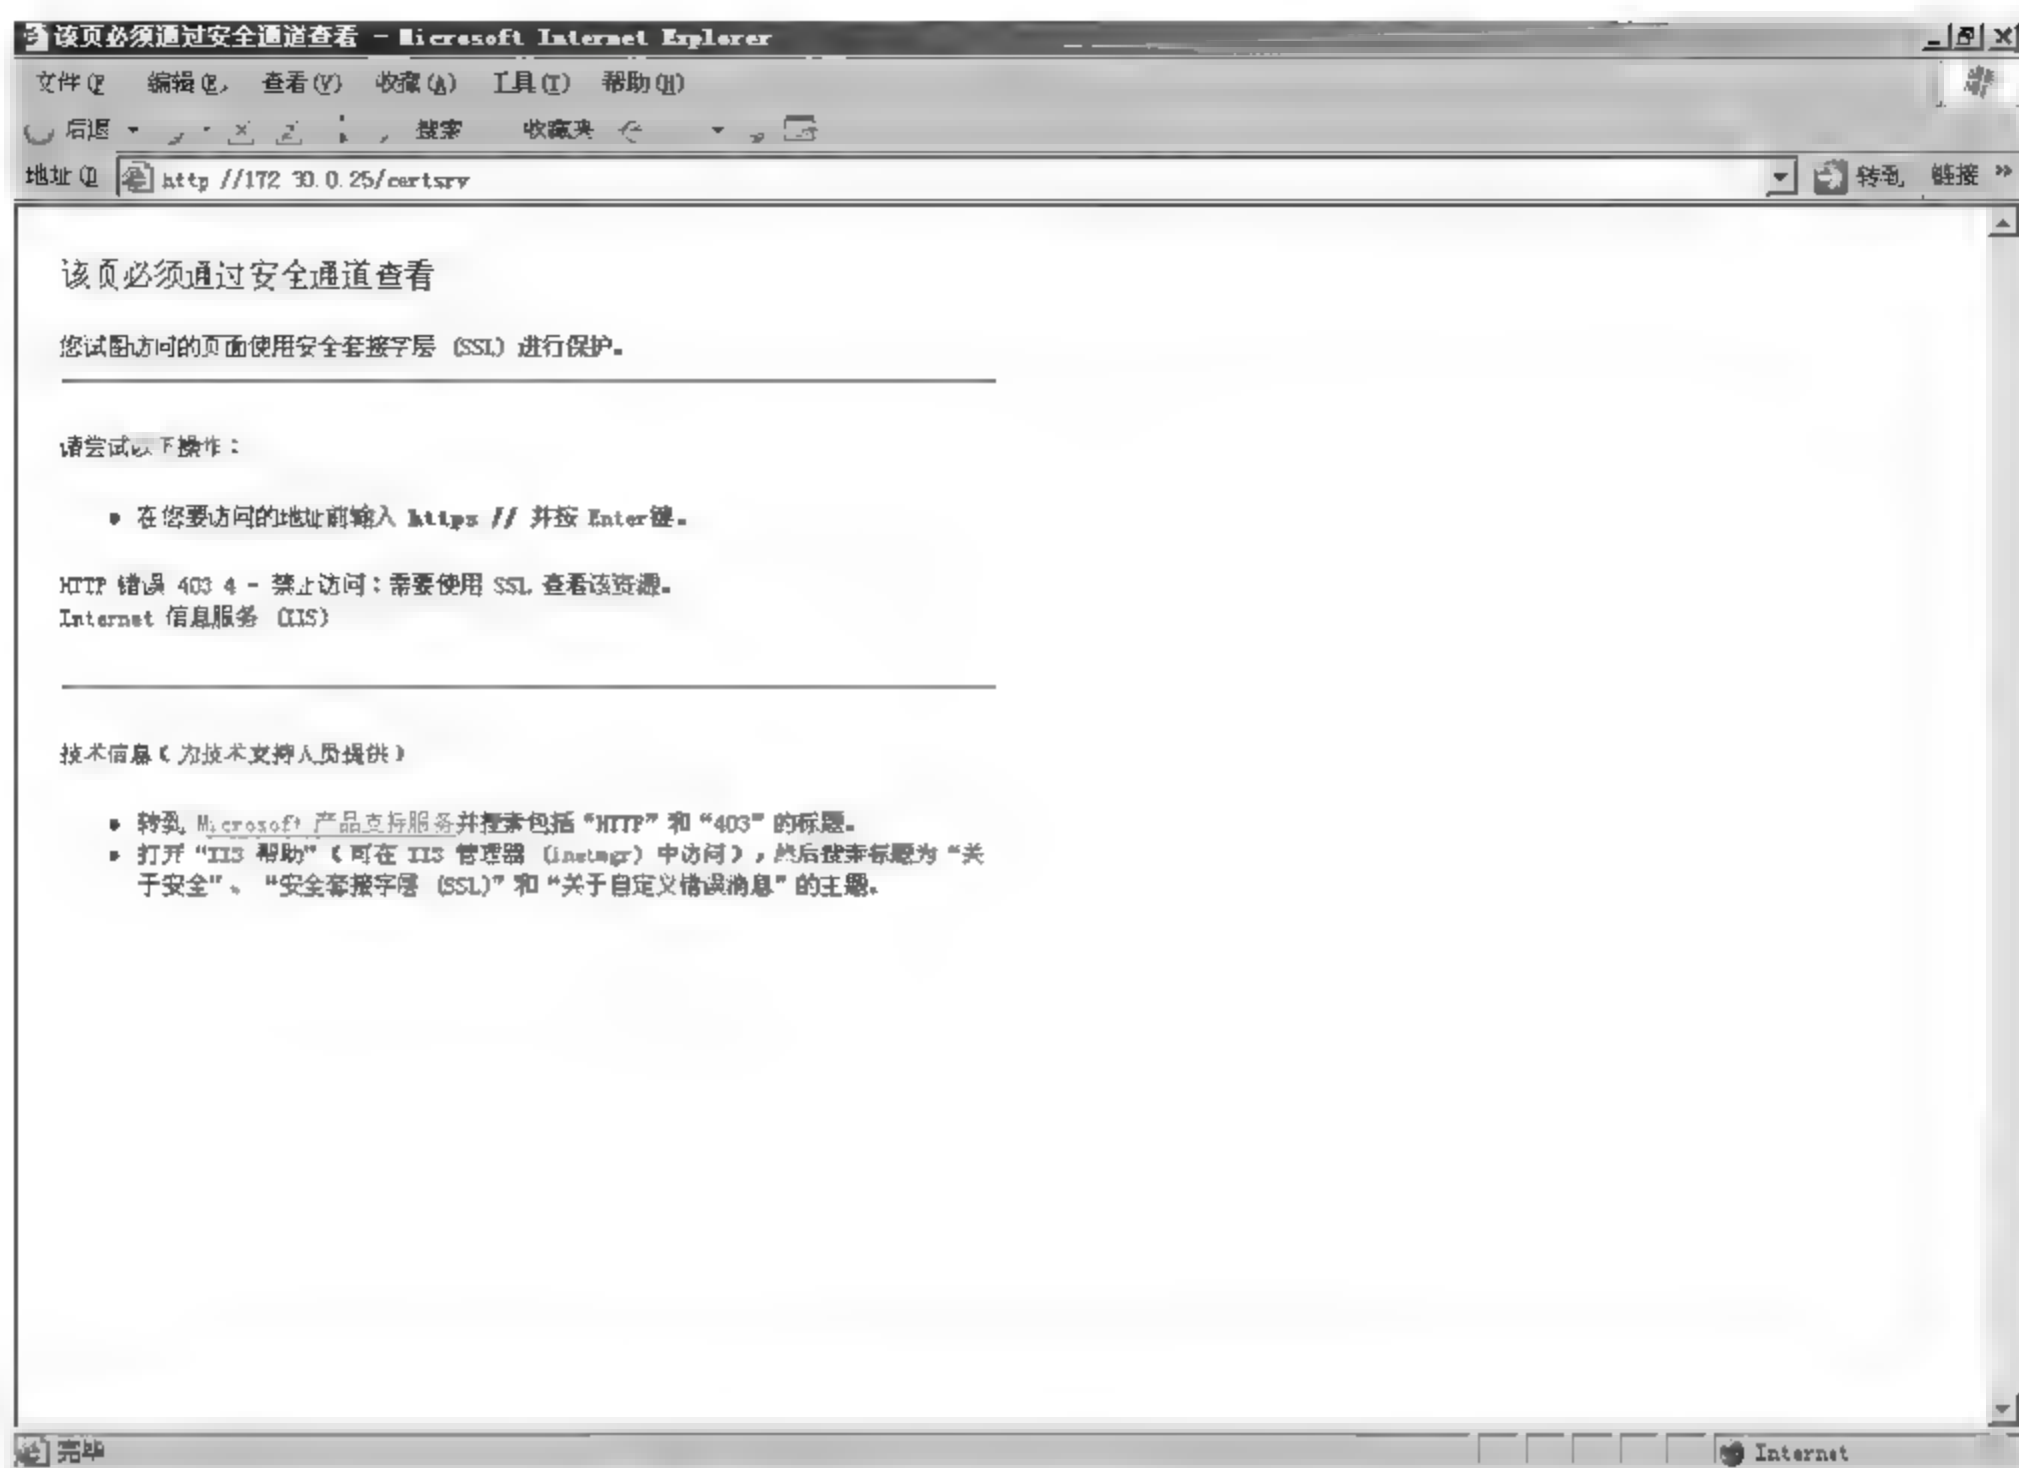 该页必须通过安全通道查看 - Microsoft Internet Explorer
文件(F 编辑(E, 查看(V) 收藏(A) 工具(T) 帮助(H)
后退 搜索 收藏夹
地址(D http //172 30.0.25/certsrv 转到 链接 »
该页必须通过安全通道查看
您试图访问的页面使用安全套接字层 (SSL) 进行保护。
请尝试以下操作：
• 在您要访问的地址前输入 https // 并按 Enter键。
HTTP 错误 403 4 - 禁止访问：需要使用 SSL 查看该资源。
Internet 信息服务 (IIS)
技术信息（为技术支持人员提供）
• 转到 Microsoft 产品支持服务并搜索包括“HTTP”和“403”的标题。
• 打开“IIS 帮助”（可在 IIS 管理器 (inetmgr) 中访问），然后搜索标题为“关
于安全”、“安全套接字层 (SSL)”和“关于自定义错误消息”的主题。
完毕 Internet